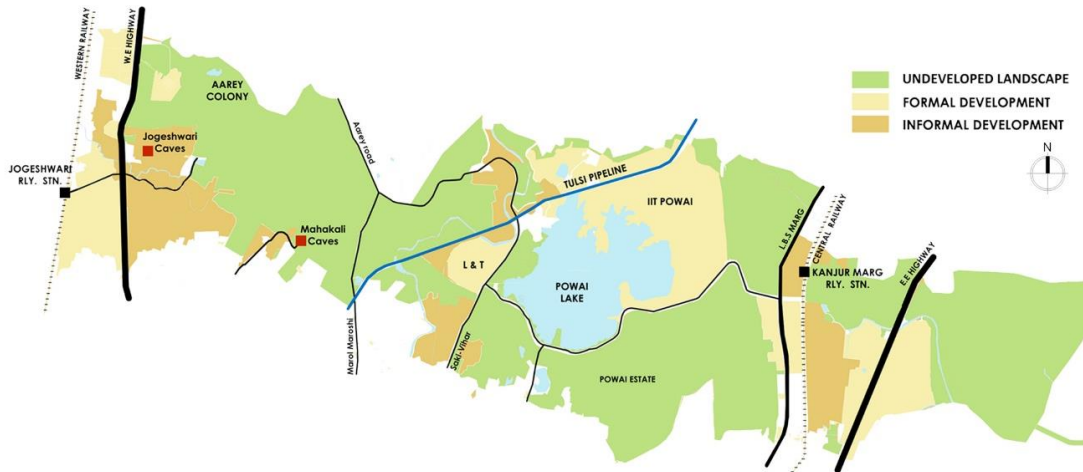 WESTERN RAILWAY
W.E HIGHWAY
AAREY
COLONY
Jogeshwari
Caves
JOGESHWARI
RLY. STN.
Mahakali
Caves
Aarey road
Marol Maroshi
TULSI PIPELINE
IIT POWAI
L & T
POWAI
LAKE
Saki-Vihar
POWAI ESTATE
L.B.S MARG
CENTRAL RAILWAY
KANJUR MARG
RLY. STN.
E.E HIGHWAY
UNDEVELOPED LANDSCAPE
FORMAL DEVELOPMENT
INFORMAL DEVELOPMENT
N